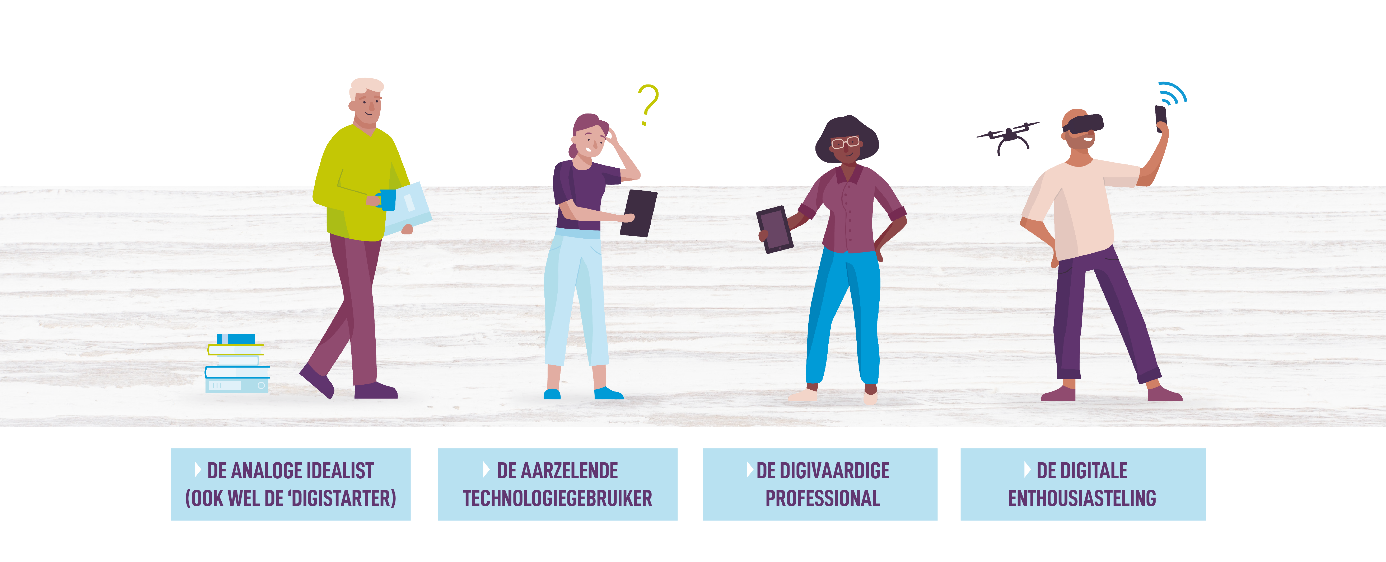 ?
DE ANALOGE IDEALIST
(OOK WEL DE ‘DIGISTARTER)
DE AARZELENDE
TECHNOLOGIEGEBRUIKER
DE DIGIVAARDIGE
PROFESSIONAL
DE DIGITALE
ENTHOUSIASTELING